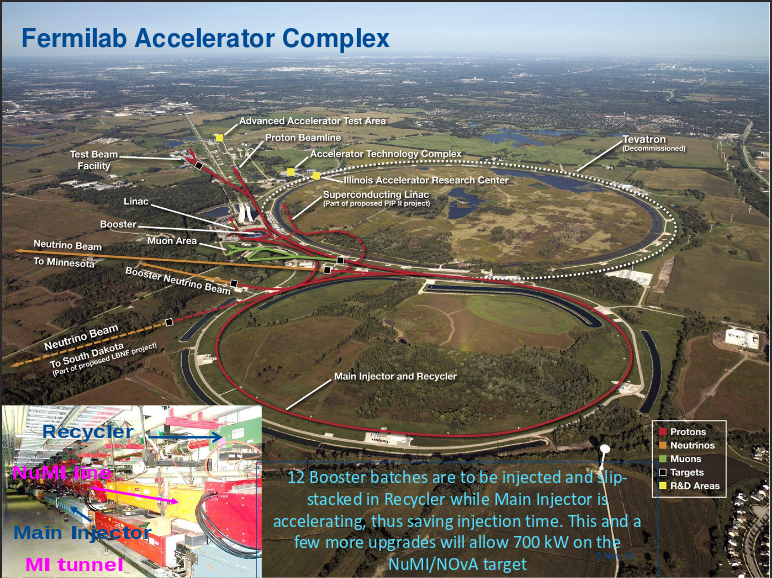 Fermilab Accelerator Complex
Advanced Accelerator Test Area
Proton Beamline
Test Beam
Facility
Accelerator Technology Complex
Tevatron
(Decommissioned)
Illinois Accelerator Research Center
Superconducting Linac
(Part of proposed PIP II project)
Linac
Booster
Muon Area
Neutrino Beam
To Minnesota
Booster Neutrino Beam
Neutrino Beam
To South Dakota
(Part of proposed LBNF project)
Main Injector and Recycler
Protons
Neutrinos
Muons
Targets
R&D Areas
Recycler
NuMI line
Main Injector
MI tunnel
12 Booster batches are to be injected and slip-
stacked in Recycler while Main Injector is
accelerating, thus saving injection time. This and a
few more upgrades will allow 700 kW on the
NuMI/NOvA target